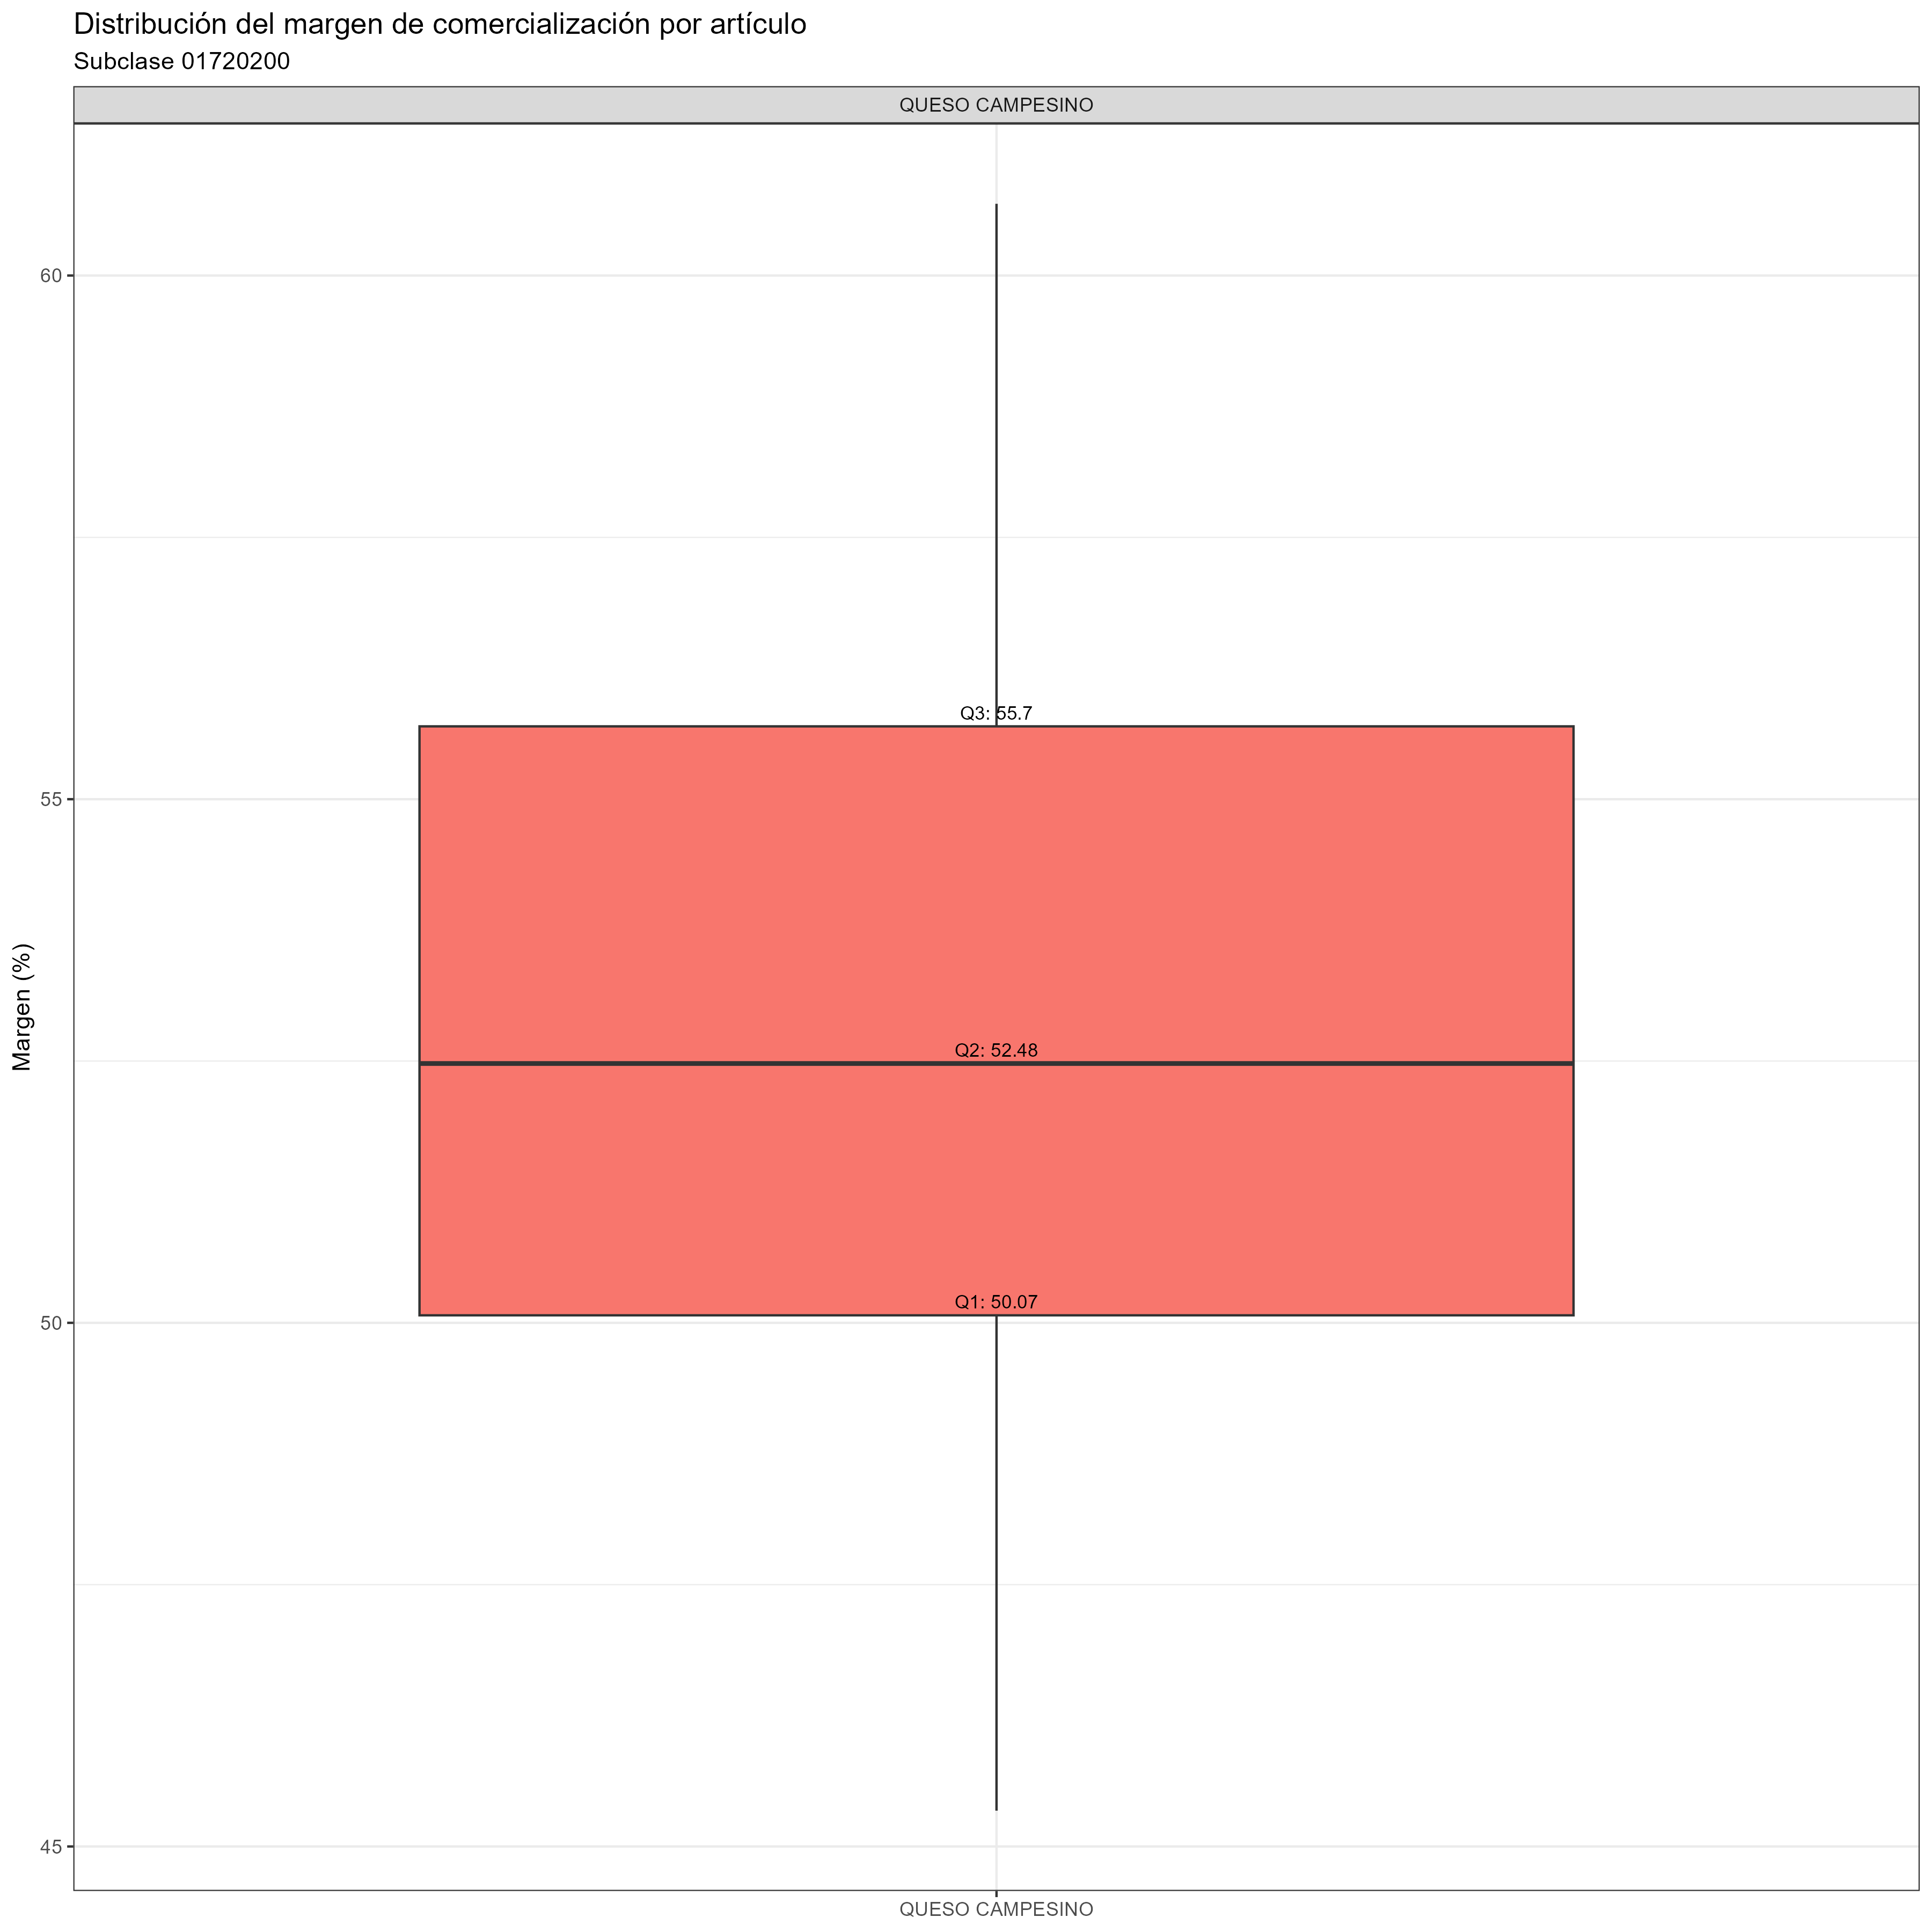 Distribución del margen de comercialización por artículo
Subclase 01720200
QUESO CAMPESINO
60
55
50
45
Margen (%)
Q3: 55.7
Q2: 52.48
Q1: 50.07
QUESO CAMPESINO